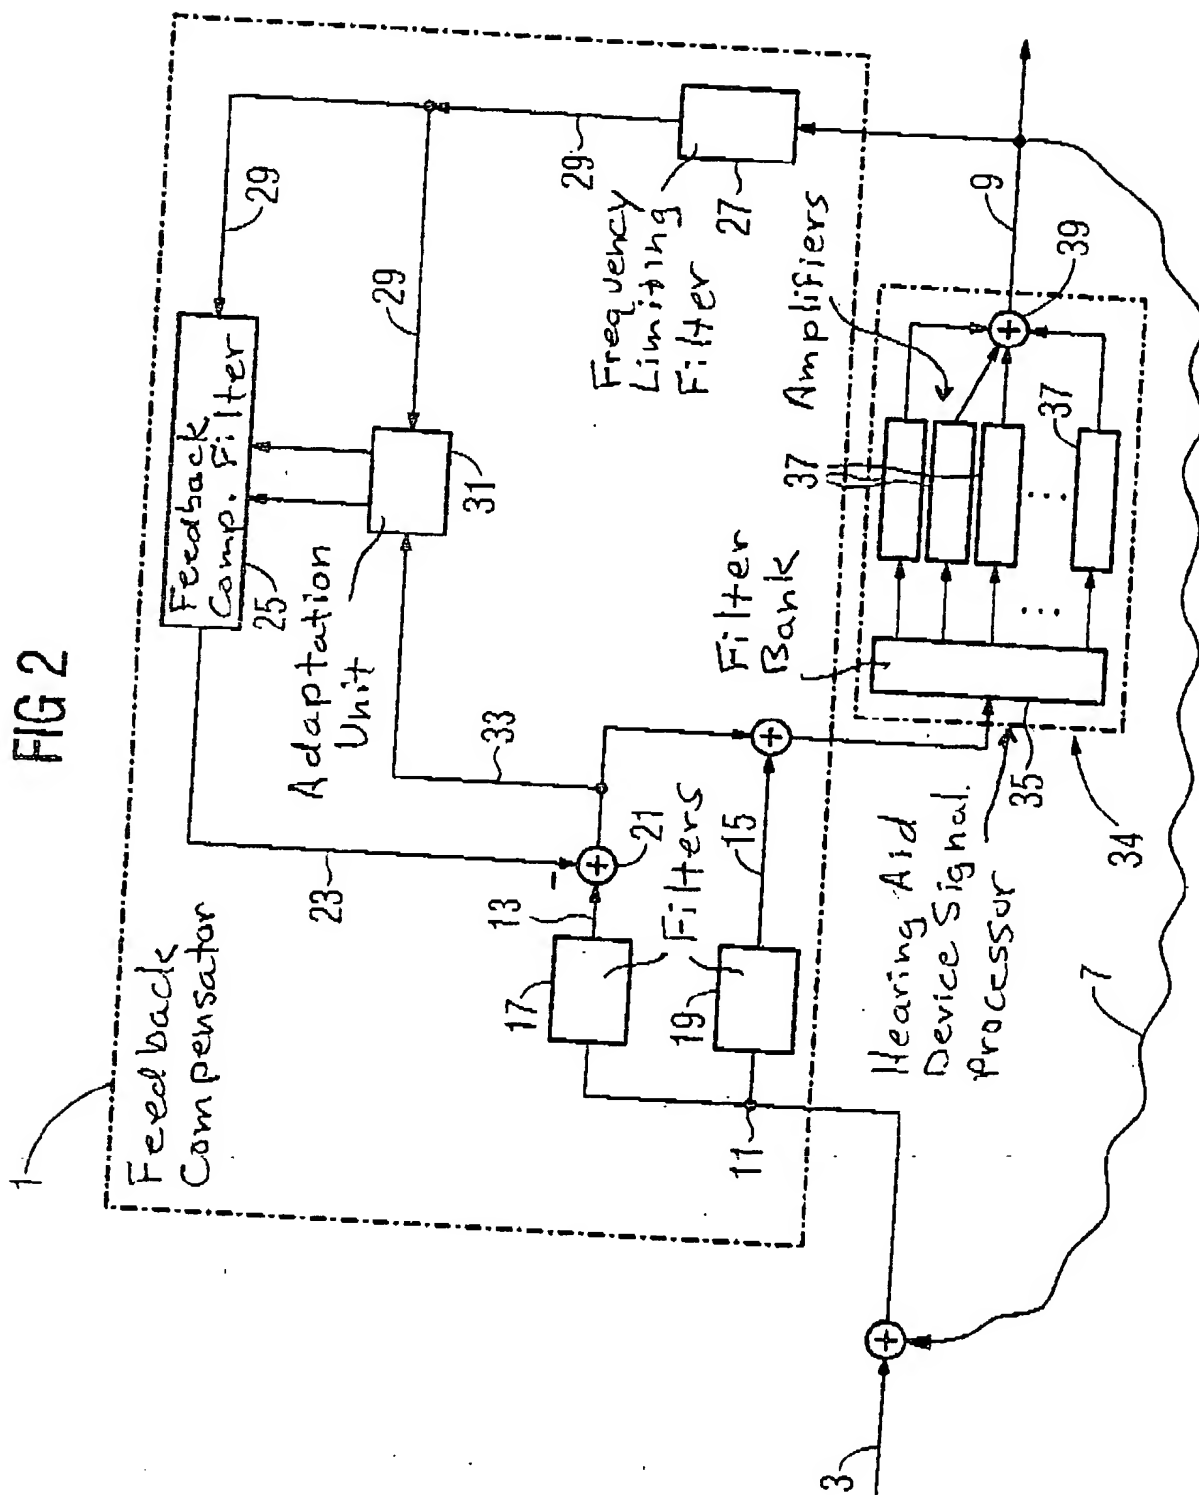 FIG 2
1
Feedback
Compensator
23
Feedback
Comp. Filter
25
29
29
29
Adaptation
Unit
31
33
Frequency
Limiting
Filter
27
17
13
21
Filters
19
15
11
Filter
Bank
37
Amplifiers
9
39
37
35
34
Hearing Aid
Device Signal.
Processor
7
3